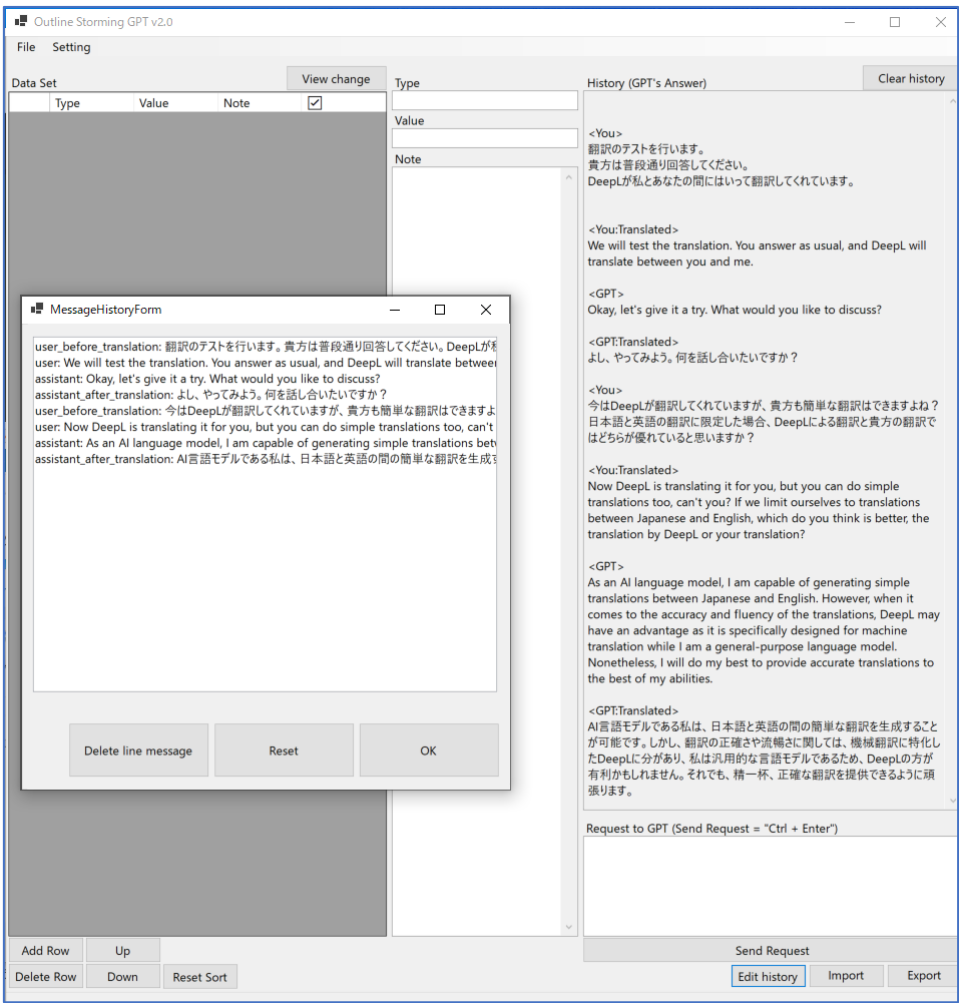 Outline Storming GPT v2.0
File Setting
Data Set
View change
Type Value Note
Type
Value
Note
History (GPT's Answer)
Clear history
<You>
翻訳のテストを行います。
貴方は普段通り回答してください。
DeepLが私とあなたの間にはいって翻訳してくれています。
<You:Translated>
We will test the translation. You answer as usual, and DeepL will
translate between you and me.
<GPT>
Okay, let's give it a try. What would you like to discuss?
<GPT:Translated>
よし、やってみよう。何を話し合いたいですか？
<You>
今はDeepLが翻訳してくれていますが、貴方も簡単な翻訳はできますよね？
日本語と英語の翻訳に限定した場合、DeepLによる翻訳と貴方の翻訳で
はどちらが優れていると思いますか？
<You:Translated>
Now DeepL is translating it for you, but you can do simple
translations too, can't you? If we limit ourselves to translations
between Japanese and English, which do you think is better, the
translation by DeepL or your translation?
<GPT>
As an AI language model, I am capable of generating simple
translations between Japanese and English. However, when it
comes to the accuracy and fluency of the translations, DeepL may
have an advantage as it is specifically designed for machine
translation while I am a general-purpose language model.
Nonetheless, I will do my best to provide accurate translations to
the best of my abilities.
<GPT:Translated>
AI言語モデルである私は、日本語と英語の間の簡単な翻訳を生成すること
が可能です。しかし、翻訳の正確さや流暢さに関しては、機械翻訳に特化し
たDeepLに分があり、私は汎用的な言語モデルであるため、DeepLの方が
有利かもしれません。それでも、精一杯、正確な翻訳を提供できるように頑
張ります。
Request to GPT (Send Request = "Ctrl + Enter")
Send Request
Edit history Import Export
MessageHistoryForm
user_before_translation: 翻訳のテストを行います。貴方は普段通り回答してください。DeepLが
user: We will test the translation. You answer as usual, and DeepL will translate betwee
assistant: Okay, let's give it a try. What would you like to discuss?
assistant_after_translation: よし、やってみよう。何を話し合いたいですか？
user_before_translation: 今はDeepLが翻訳してくれていますが、貴方も簡単な翻訳はできますよ
user: Now DeepL is translating it for you, but you can do simple translations too, can't
assistant: As an AI language model, I am capable of generating simple translations bet
assistant_after_translation: AI言語モデルである私は、日本語と英語の間の簡単な翻訳を生成
Delete line message Reset OK
Add Row Up
Delete Row Down Reset Sort